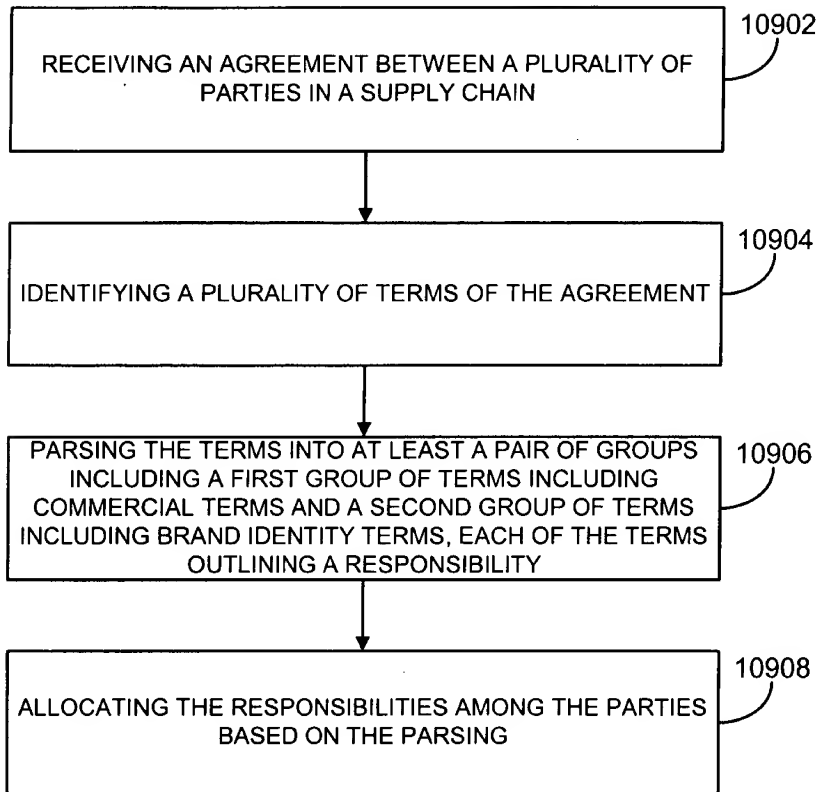 10902
RECEIVING AN AGREEMENT BETWEEN A PLURALITY OF
PARTIES IN A SUPPLY CHAIN
10904
IDENTIFYING A PLURALITY OF TERMS OF THE AGREEMENT
10906
PARSING THE TERMS INTO AT LEAST A PAIR OF GROUPS
INCLUDING A FIRST GROUP OF TERMS INCLUDING
COMMERCIAL TERMS AND A SECOND GROUP OF TERMS
INCLUDING BRAND IDENTITY TERMS, EACH OF THE TERMS
OUTLINING A RESPONSIBILITY
10908
ALLOCATING THE RESPONSIBILITIES AMONG THE PARTIES
BASED ON THE PARSING